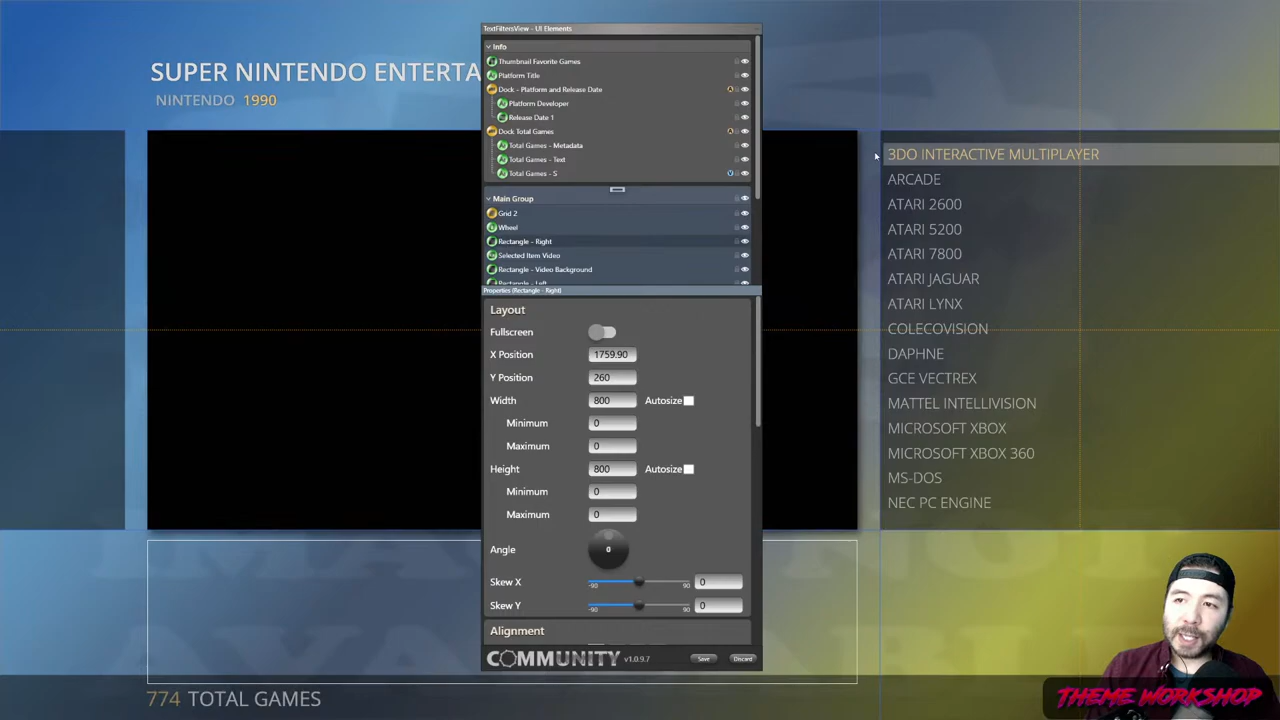 SUPER NINTENDO ENTERTA
NINTENDO 1990
TextFiltersView - UI Elements
Info
Thumbnail Favorite Games
Platform Title
Dock - Platform and Release Date
Platform Developer
Release Date 1
Dock Total Games
Total Games - Metadata
Total Games - Text
Total Games - S
Main Group
Grid 2
Wheel
Rectangle - Right
Selected Item Video
Rectangle - Video Background
Rectangle - Left
Properties (Rectangle - Right)
Layout
Fullscreen
X Position 1759.90
Y Position 260
Width 800 Autosize
Minimum 0
Maximum 0
Height 800 Autosize
Minimum 0
Maximum 0
Angle 0
Skew X -90 90 0
Skew Y -90 90 0
Alignment
COMMUNITY v1.0.9.7 Save Discard
3DO INTERACTIVE MULTIPLAYER
ARCADE
ATARI 2600
ATARI 5200
ATARI 7800
ATARI JAGUAR
ATARI LYNX
COLECOVISION
DAPHNE
GCE VECTREX
MATTEL INTELLIVISION
MICROSOFT XBOX
MICROSOFT XBOX 360
MS-DOS
NEC PC ENGINE
774 TOTAL GAMES
THEME WORKSHOP